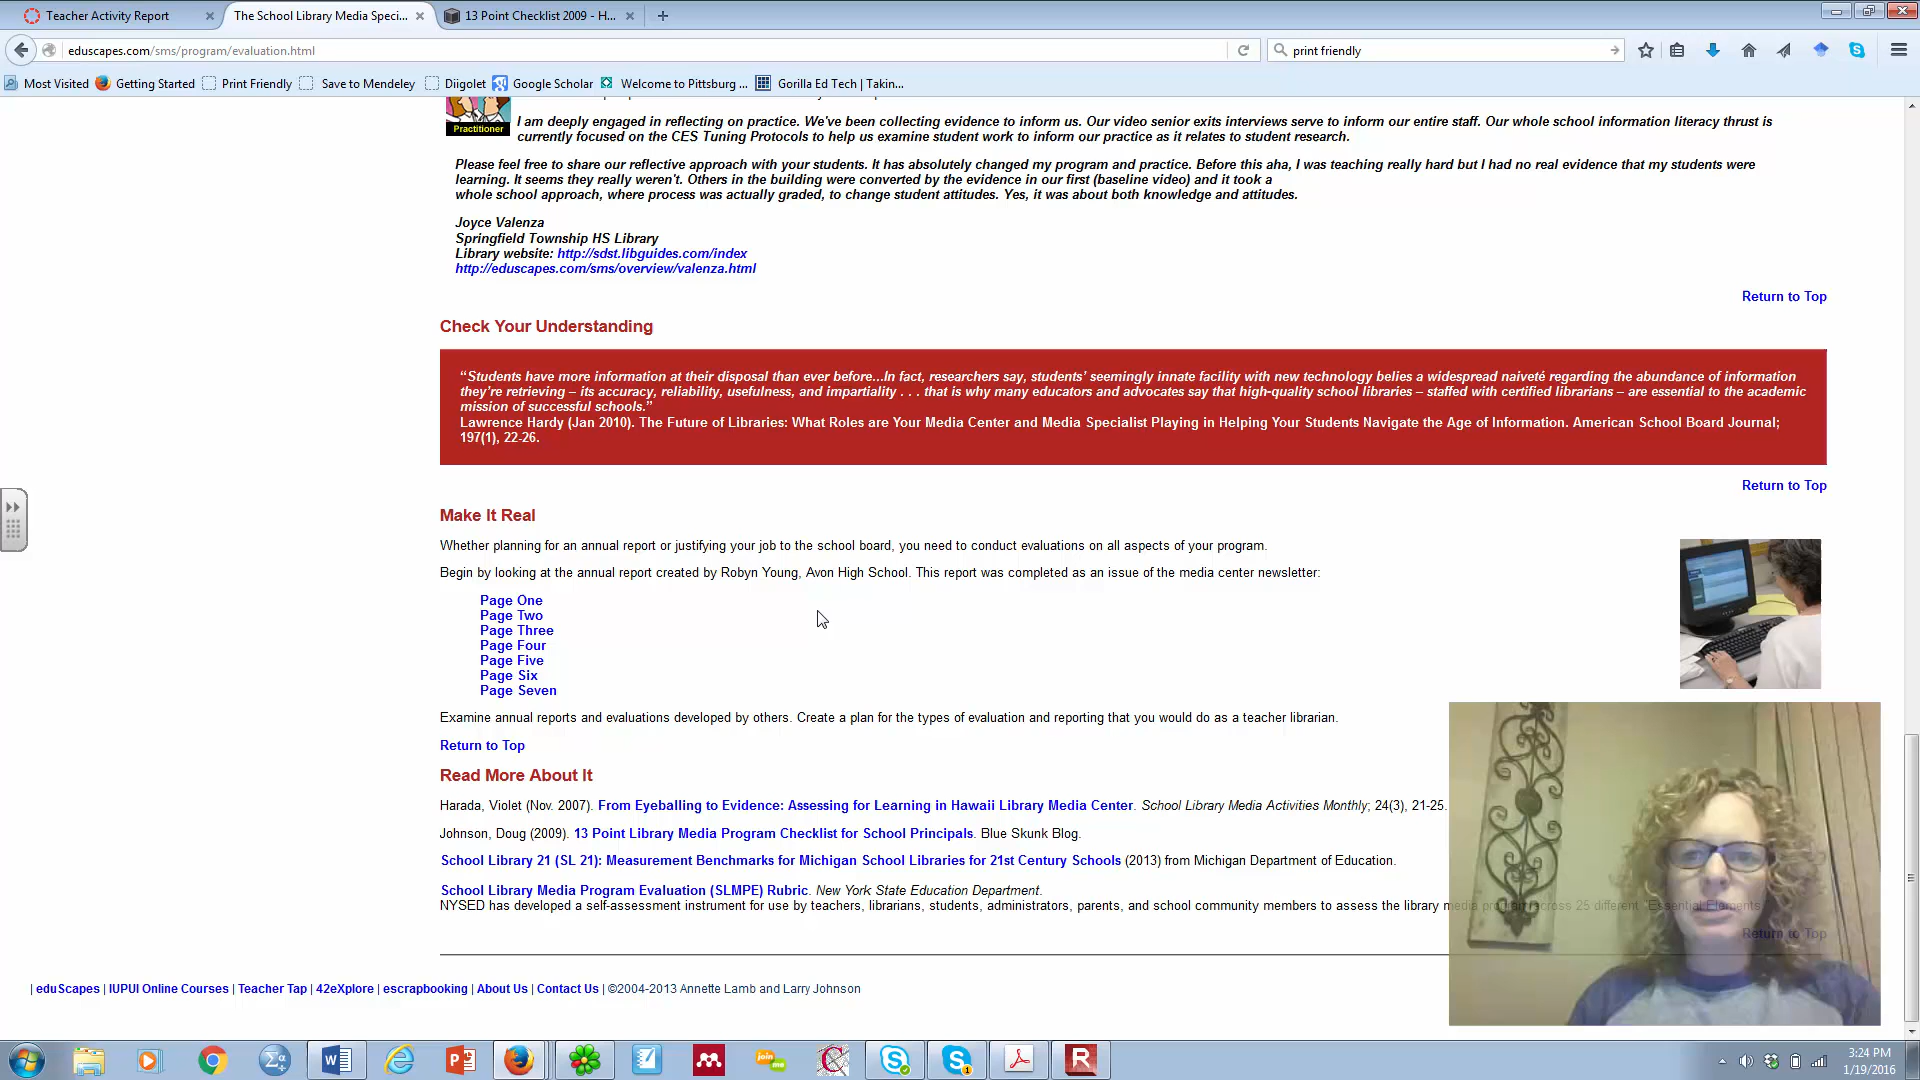 Teacher Activity Report
The School Library Media Speci...
13 Point Checklist 2009 - H...
eduscapes.com/sms/program/evaluation.html
print friendly
Most Visited
Getting Started
Print Friendly
Save to Mendeley
Diigolet
Google Scholar
Welcome to Pittsburg ...
Gorilla Ed Tech | Takin...
Practitioner
I am deeply engaged in reflecting on practice. We've been collecting evidence to inform us. Our video senior exits interviews serve to inform our entire staff. Our whole school information literacy thrust is
currently focused on the CES Tuning Protocols to help us examine student work to inform our practice as it relates to student research.
Please feel free to share our reflective approach with your students. It has absolutely changed my program and practice. Before this aha, I was teaching really hard but I had no real evidence that my students were
learning. It seems they really weren't. Others in the building were converted by the evidence in our first (baseline video) and it took a
whole school approach, where process was actually graded, to change student attitudes. Yes, it was about both knowledge and attitudes.
Joyce Valenza
Springfield Township HS Library
Library website: http://sdst.libguides.com/index
http://eduscapes.com/sms/overview/valenza.html
Return to Top
Check Your Understanding
“Students have more information at their disposal than ever before...In fact, researchers say, students’ seemingly innate facility with new technology belies a widespread naiveté regarding the abundance of information
they’re retrieving – its accuracy, reliability, usefulness, and impartiality . . . that is why many educators and advocates say that high-quality school libraries – staffed with certified librarians – are essential to the academic
mission of successful schools.”
Lawrence Hardy (Jan 2010). The Future of Libraries: What Roles are Your Media Center and Media Specialist Playing in Helping Your Students Navigate the Age of Information. American School Board Journal;
197(1), 22-26.
Return to Top
Make It Real
Whether planning for an annual report or justifying your job to the school board, you need to conduct evaluations on all aspects of your program.
Begin by looking at the annual report created by Robyn Young, Avon High School. This report was completed as an issue of the media center newsletter:
Page One
Page Two
Page Three
Page Four
Page Five
Page Six
Page Seven
Examine annual reports and evaluations developed by others. Create a plan for the types of evaluation and reporting that you would do as a teacher librarian.
Return to Top
Read More About It
Harada, Violet (Nov. 2007). From Eyeballing to Evidence: Assessing for Learning in Hawaii Library Media Center. School Library Media Activities Monthly; 24(3), 21-25.
Johnson, Doug (2009). 13 Point Library Media Program Checklist for School Principals. Blue Skunk Blog.
School Library 21 (SL 21): Measurement Benchmarks for Michigan School Libraries for 21st Century Schools (2013) from Michigan Department of Education.
School Library Media Program Evaluation (SLMPE) Rubric. New York State Education Department.
NYSED has developed a self-assessment instrument for use by teachers, librarians, students, administrators, parents, and school community members to assess the library media program across 25 different "Essential Elements."
Return to Top
| eduScapes | IUPUI Online Courses | Teacher Tap | 42eXplore | escrapbooking | About Us | Contact Us | ©2004-2013 Annette Lamb and Larry Johnson
join
me
3:24 PM
1/19/2016